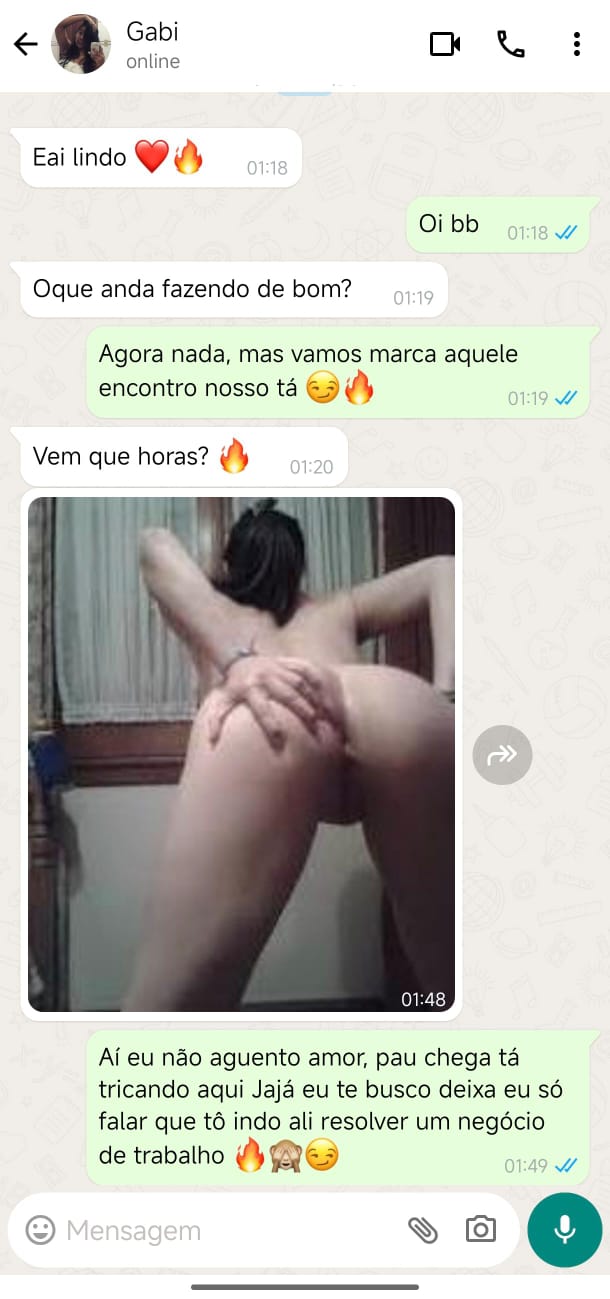 Gabi
online
Eai lindo ❤️🔥 01:18
Oi bb 01:18
Oque anda fazendo de bom? 01:19
Agora nada, mas vamos marca aquele
encontro nosso tá 😏🔥 01:19
Vem que horas? 🔥 01:20
01:48
Aí eu não aguento amor, pau chega tá
tricando aqui Jajá eu te busco deixa eu só
falar que tô indo ali resolver um negócio
de trabalho 🔥🙈😏 01:49
Mensagem